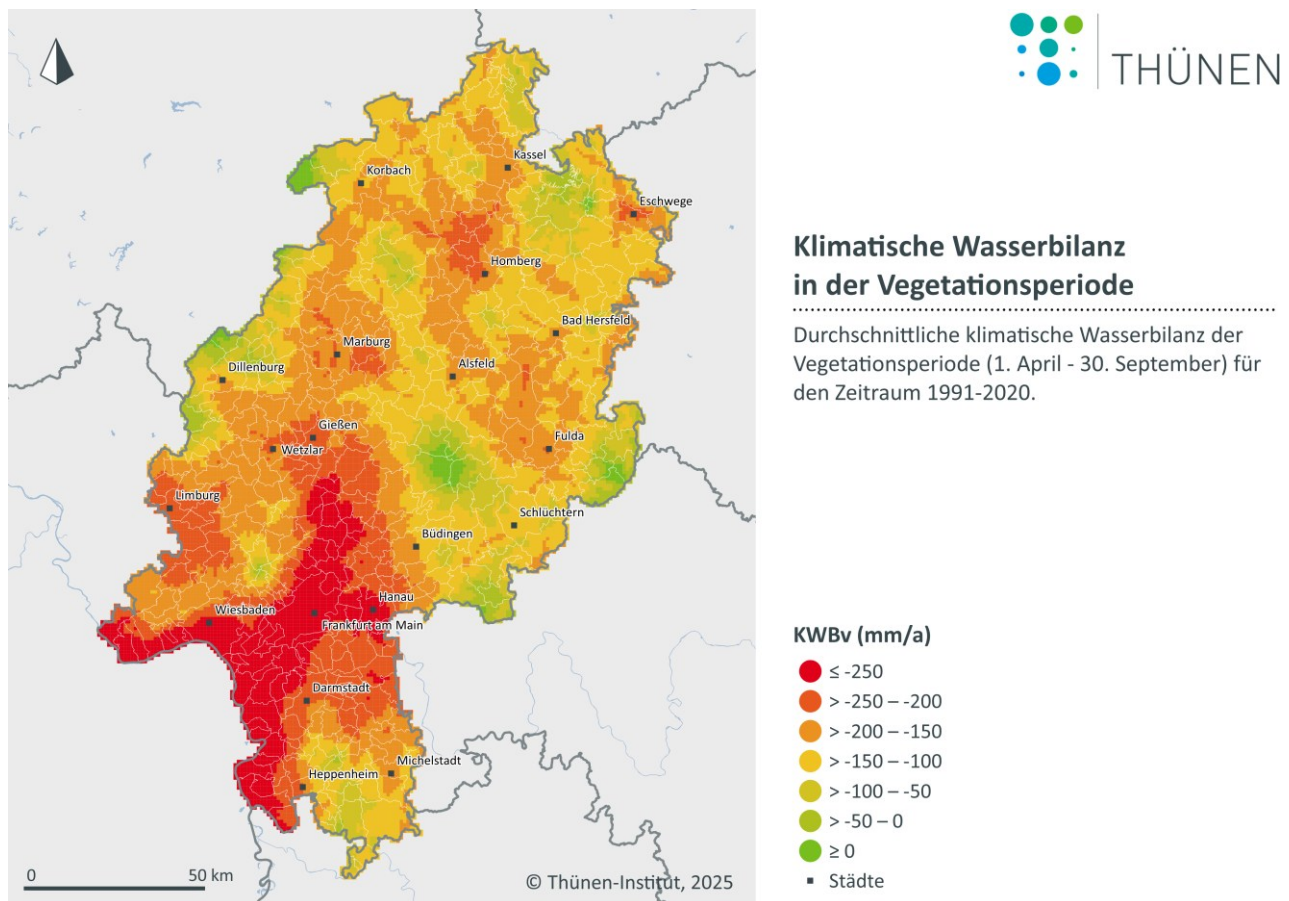 THÜNEN
Kassel
Korbach
Eschwege
Homberg
Bad Hersfeld
Marburg
Alsfeld
Dillenburg
Gießen
Fulda
Wetzlar
Limburg
Schlüchtern
Büdingen
Hanau
Wiesbaden
Frankfurt am Main
Darmstadt
Michelstadt
Heppenheim
0 50 km
© Thünen-Institut, 2025
Klimatische Wasserbilanz
in der Vegetationsperiode
Durchschnittliche klimatische Wasserbilanz der
Vegetationsperiode (1. April - 30. September) für
den Zeitraum 1991-2020.
KWBv (mm/a)
≤ -250
> -250 – -200
> -200 – -150
> -150 – -100
> -100 – -50
> -50 – 0
≥ 0
Städte